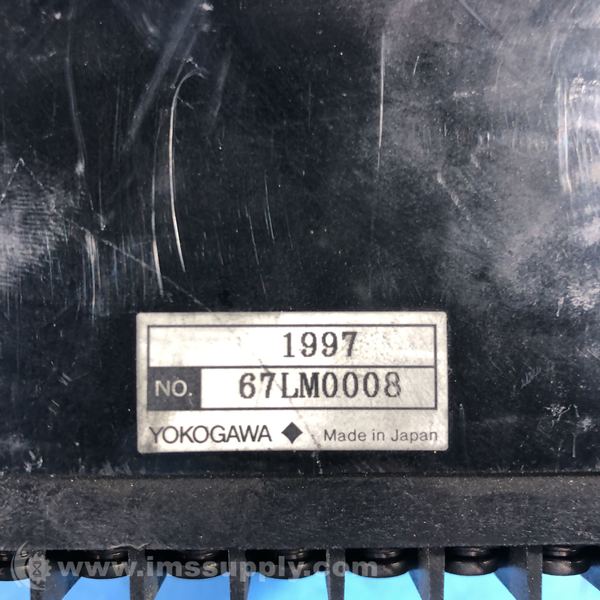 1997
NO. 67LM0008
YOKOGAWA ◆ Made in Japan
www.imssupply.com